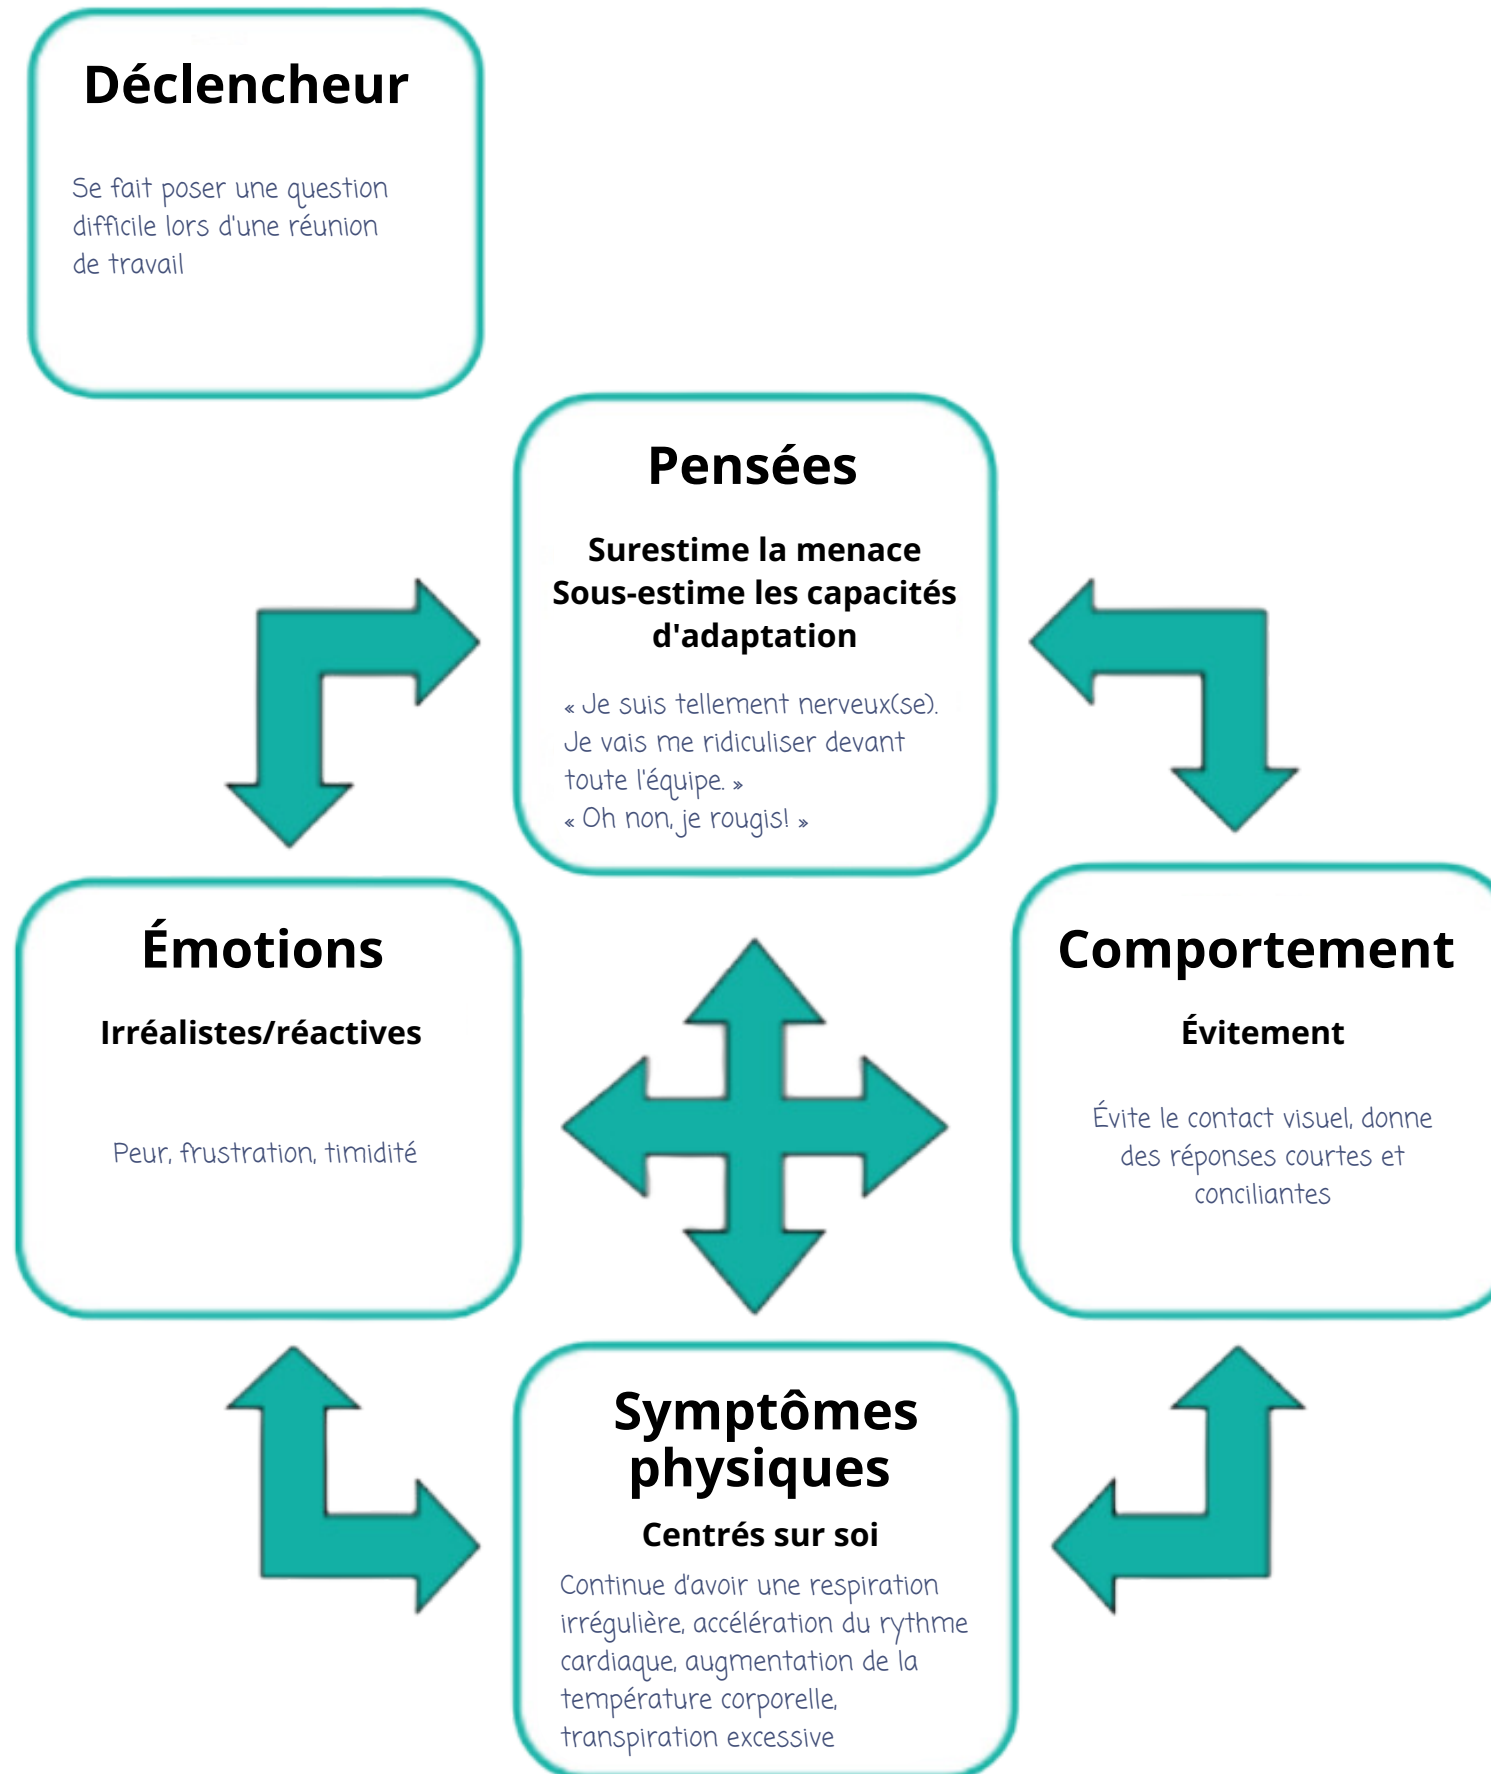 Déclencheur
Se fait poser une question
difficile lors d'une réunion
de travail
Pensées
Surestime la menace
Sous-estime les capacités
d'adaptation
« Je suis tellement nerveux(se).
Je vais me ridiculiser devant
toute l'équipe. »
« Oh non, je rougis! »
Émotions
Irréalistes/réactives
Peur, frustration, timidité
Comportement
Évitement
Évite le contact visuel, donne
des réponses courtes et
conciliantes
Symptômes
physiques
Centrés sur soi
Continue d'avoir une respiration
irrégulière, accélération du rythme
cardiaque, augmentation de la
température corporelle,
transpiration excessive